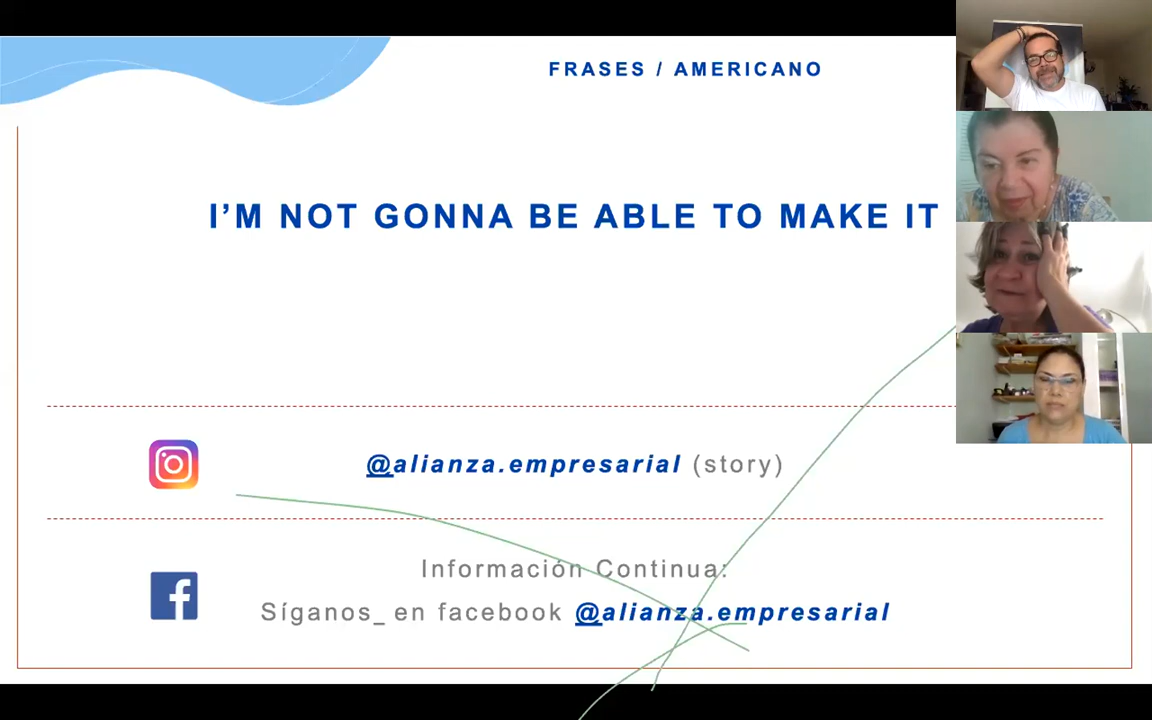 FRASES / AMERICANO
I'M NOT GONNA BE ABLE TO MAKE IT
@alianza.empresarial (story)
Información Continua:
Síganos_ en facebook @alianza.empresarial